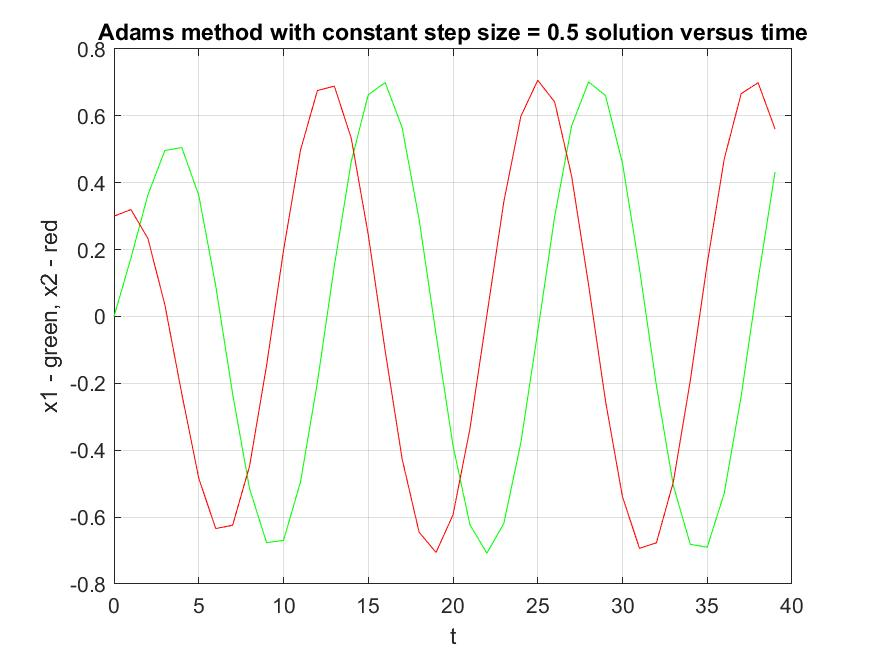 Adams method with constant step size = 0.5 solution versus time
0.8
0.6
0.4
0.2
0
-0.2
-0.4
-0.6
-0.8
x1 - green, x2 - red
0 5 10 15 20 25 30 35 40
t